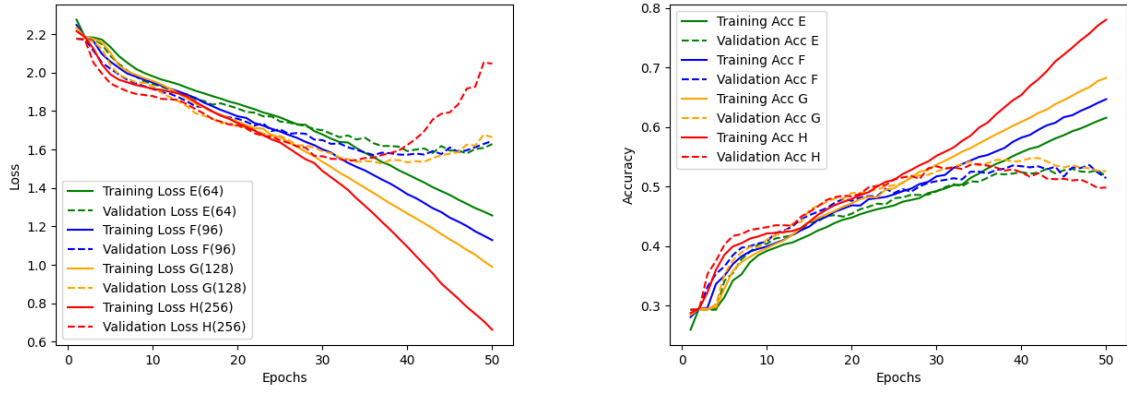 2.2
2.0
1.8
1.6
1.4
1.2
1.0
0.8
0.6
Loss
Training Loss E(64)
Validation Loss E(64)
Training Loss F(96)
Validation Loss F(96)
Training Loss G(128)
Validation Loss G(128)
Training Loss H(256)
Validation Loss H(256)
0 10 20 30 40 50
Epochs
0.8
0.7
0.6
0.5
0.4
0.3
Accuracy
Training Acc E
Validation Acc E
Training Acc F
Validation Acc F
Training Acc G
Validation Acc G
Training Acc H
Validation Acc H
0 10 20 30 40 50
Epochs